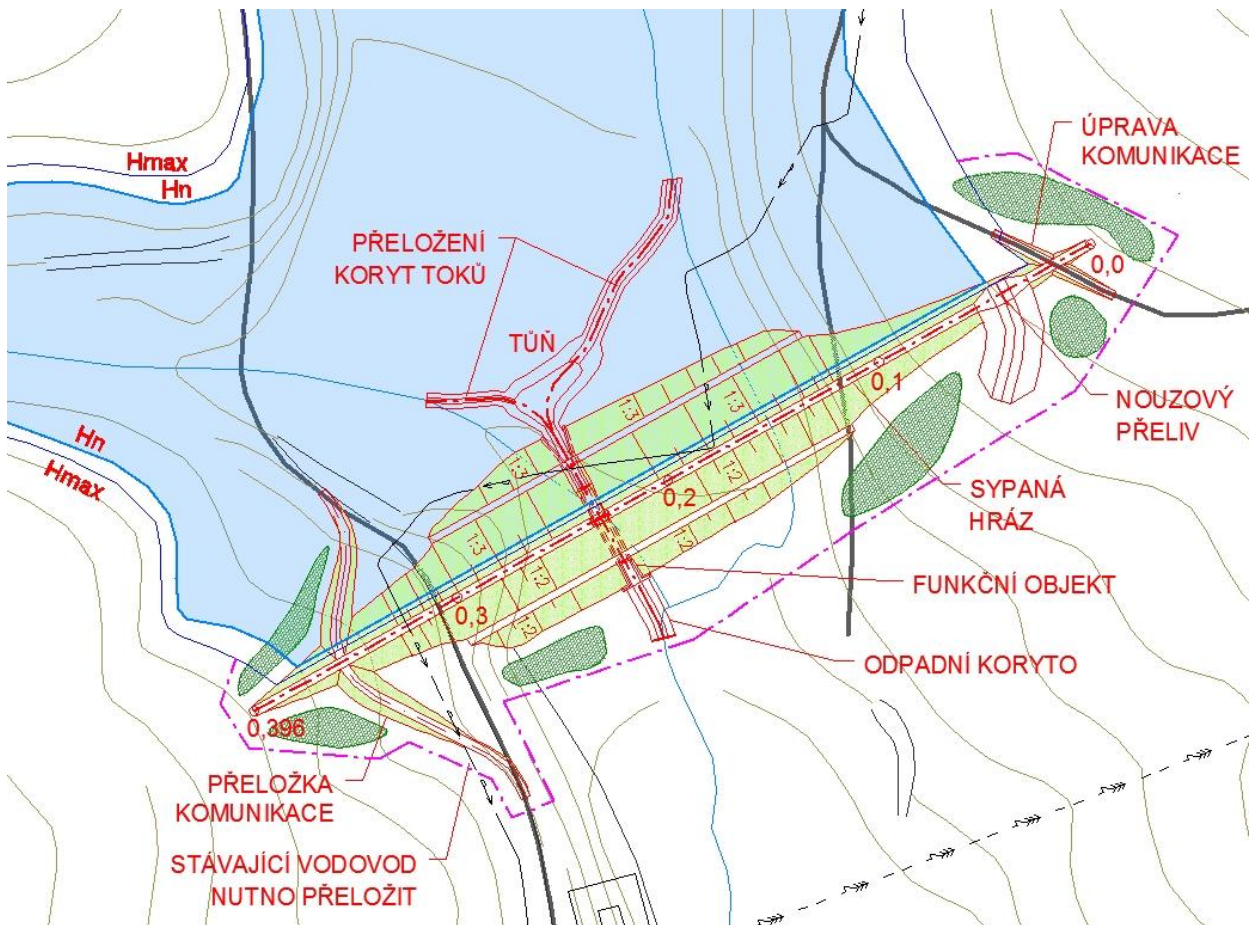 Hmax
Hn
ÚPRAVA
KOMUNIKACE
PŘELOŽENÍ
KORYT TOKŮ
0,0
TŮŇ
0,1
NOUZOVÝ
PŘELIV
1:3
1:3
Hn
Hmax
1:3
1:2
0,2
SYPANÁ
HRÁZ
1:3
1:2
1:2
FUNKČNÍ OBJEKT
0,3
1:2
ODPADNÍ KORYTO
0,396
PŘELOŽKA
KOMUNIKACE
STÁVAJÍCÍ VODOVOD
NUTNO PŘELOŽIT